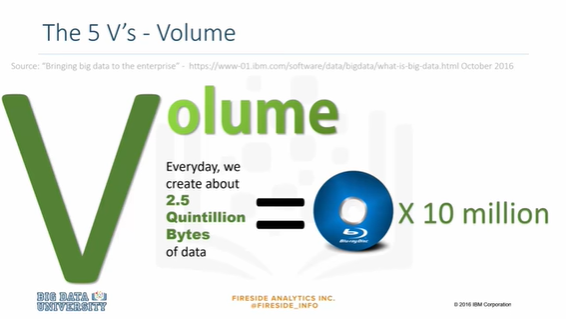 The 5 V's - Volume
Source: "Bringing big data to the enterprise" - https://www-01.ibm.com/software/data/bigdata/what-is-big-data.html October 2016
Volume
Everyday, we
create about
2.5
Quintillion
Bytes
of data
=
Blu-ray Disc
X 10 million
BIG DATA
UNIVERSITY
FIRESIDE ANALYTICS INC.
@FIRESIDE_INFO
© 2016 IBM Corporation